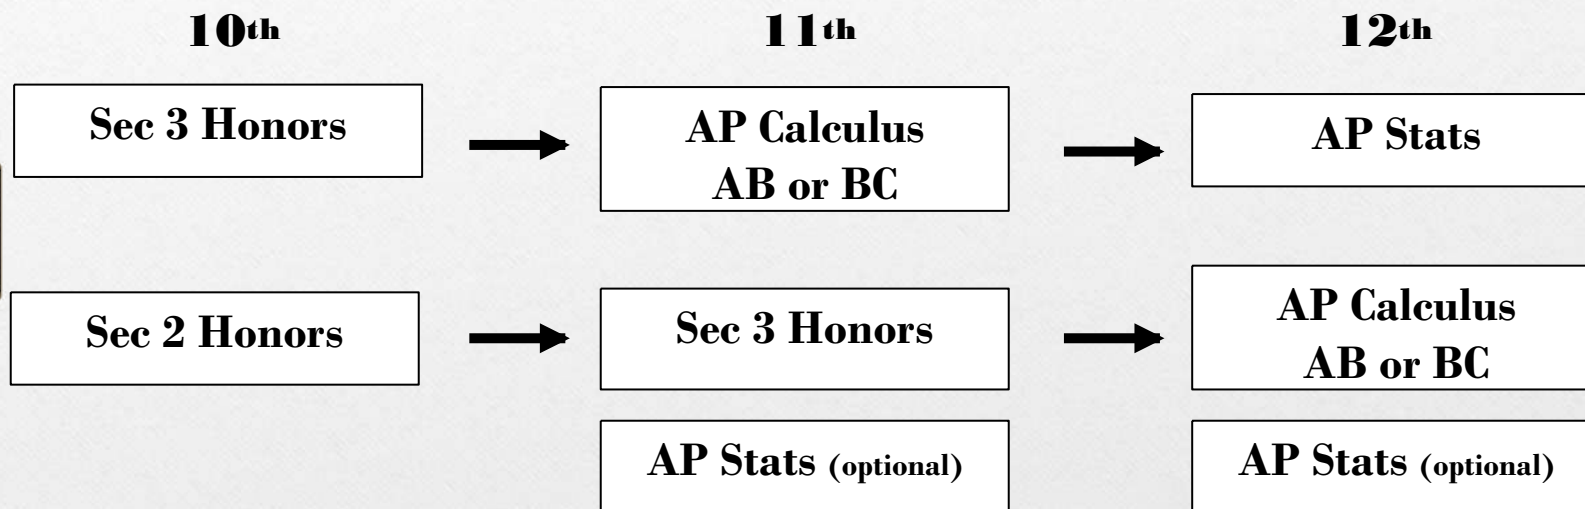 10th 11th 12th
Sec 3 Honors
AP Calculus
AB or BC
AP Stats
Sec 2 Honors
Sec 3 Honors
AP Calculus
AB or BC
AP Stats (optional)
AP Stats (optional)